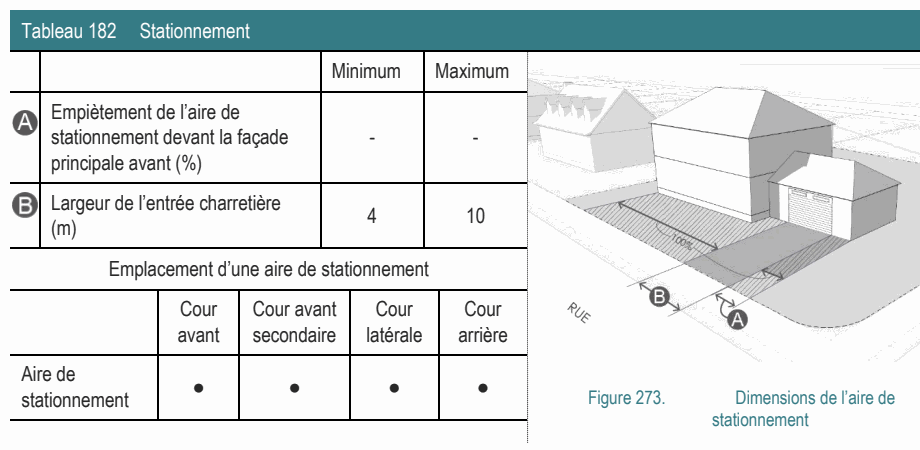 Tableau 182 Stationnement
Minimum Maximum
A Empiètement de l'aire de
stationnement devant la façade
principale avant (%) - -
B Largeur de l'entrée charretière
(m) 4 10
Emplacement d'une aire de stationnement
Cour
avant
Cour avant
secondaire
Cour
latérale
Cour
arrière
Aire de
stationnement ● ● ● ●
100%
B
A
RUE
Figure 273. Dimensions de l'aire de
stationnement